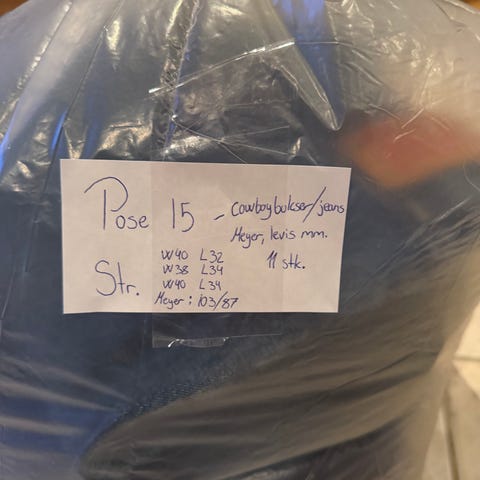 Pose 15 - Cowboybukser/jeans
Meyer, levis mm.
11 stk.
Str.
W40 L32
W38 L34
W40 L34
Meyer: 103/87